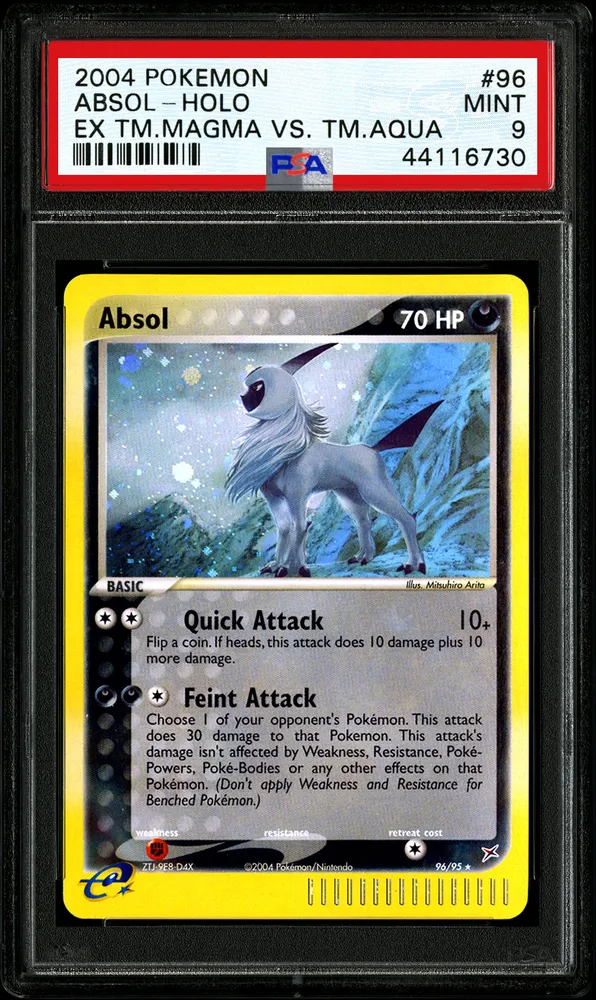 2004 POKEMON #96
ABSOL - HOLO MINT
EX TM.MAGMA VS. TM.AQUA 9
PSA 44116730
Absol 70 HP
BASIC Illus. Mitsuhiro Arita
Quick Attack 10+
Flip a coin. If heads, this attack does 10 damage plus 10
more damage.
Feint Attack
Choose 1 of your opponent's Pokémon. This attack
does 30 damage to that Pokemon. This attack's
damage isn't affected by Weakness, Resistance, Poké-
Powers, Poké-Bodies or any other effects on that
Pokémon. (Don't apply Weakness and Resistance for
Benched Pokémon.)
weakness resistance retreat cost
ZTJ-9E8-D4X ©2004 Pokémon/Nintendo 96/95 ★
e